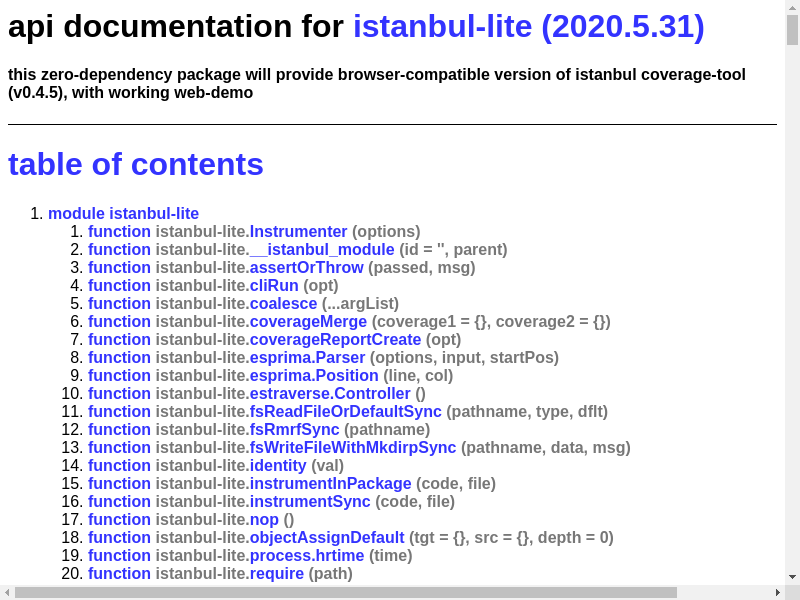 api documentation for istanbul-lite (2020.5.31)
this zero-dependency package will provide browser-compatible version of istanbul coverage-tool
(v0.4.5), with working web-demo
table of contents
1. module istanbul-lite
1. function istanbul-lite.Instrumenter (options)
2. function istanbul-lite.__istanbul_module (id = '', parent)
3. function istanbul-lite.assertOrThrow (passed, msg)
4. function istanbul-lite.cliRun (opt)
5. function istanbul-lite.coalesce (...argList)
6. function istanbul-lite.coverageMerge (coverage1 = {}, coverage2 = {})
7. function istanbul-lite.coverageReportCreate (opt)
8. function istanbul-lite.esprima.Parser (options, input, startPos)
9. function istanbul-lite.esprima.Position (line, col)
10. function istanbul-lite.estraverse.Controller ()
11. function istanbul-lite.fsReadFileOrDefaultSync (pathname, type, dflt)
12. function istanbul-lite.fsRmrfSync (pathname)
13. function istanbul-lite.fsWriteFileWithMkdirpSync (pathname, data, msg)
14. function istanbul-lite.identity (val)
15. function istanbul-lite.instrumentInPackage (code, file)
16. function istanbul-lite.instrumentSync (code, file)
17. function istanbul-lite.nop ()
18. function istanbul-lite.objectAssignDefault (tgt = {}, src = {}, depth = 0)
19. function istanbul-lite.process.hrtime (time)
20. function istanbul-lite.require (path)